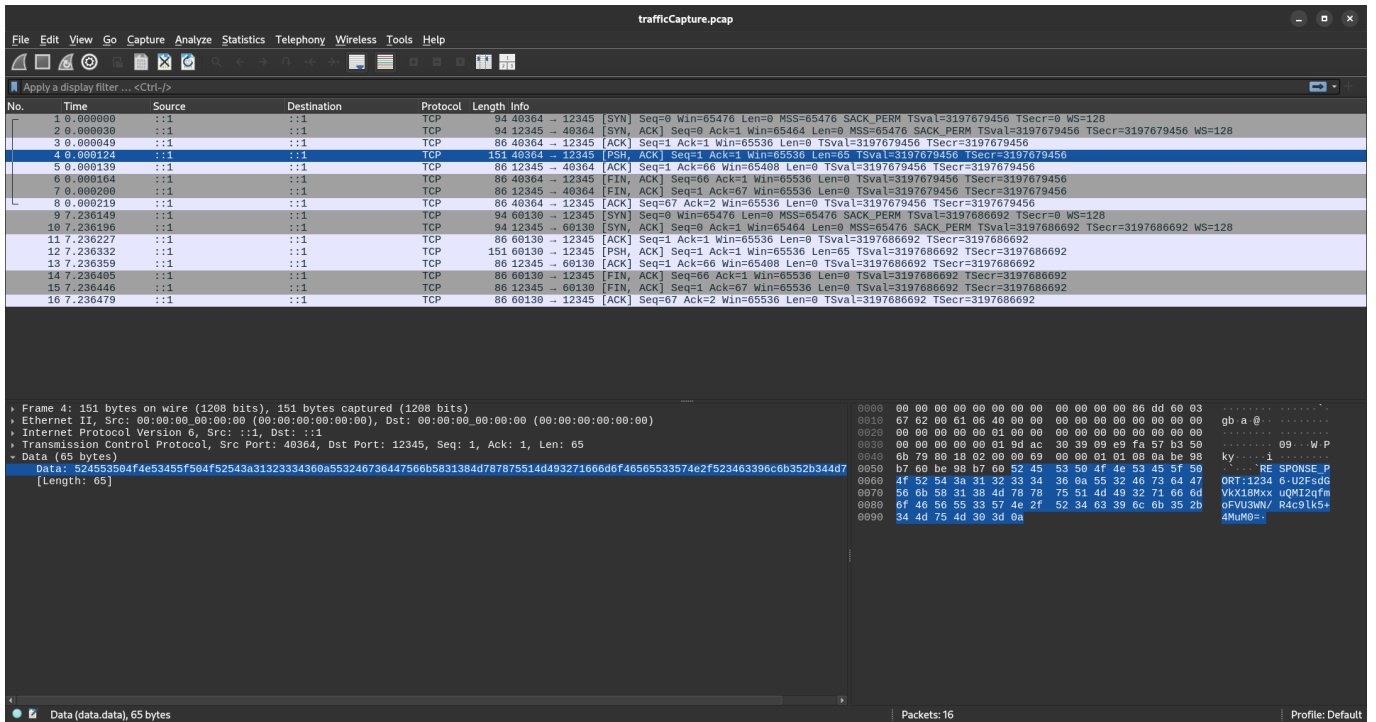 trafficCapture.pcap
File Edit View Go Capture Analyze Statistics Telephony Wireless Tools Help
Apply a display filter ... <Ctrl-/>
No. Time Source Destination Protocol Length Info
1 0.000000 ::1 ::1 TCP 94 40364 → 12345 [SYN] Seq=0 Win=65476 Len=0 MSS=65476 SACK_PERM TSval=3197679456 TSecr=0 WS=128
2 0.000030 ::1 ::1 TCP 94 12345 → 40364 [SYN, ACK] Seq=0 Ack=1 Win=65464 Len=0 MSS=65476 SACK_PERM TSval=3197679456 TSecr=3197679456 WS=128
3 0.000049 ::1 ::1 TCP 86 40364 → 12345 [ACK] Seq=1 Ack=1 Win=65536 Len=0 TSval=3197679456 TSecr=3197679456
4 0.000124 ::1 ::1 TCP 151 40364 → 12345 [PSH, ACK] Seq=1 Ack=1 Win=65536 Len=65 TSval=3197679456 TSecr=3197679456
5 0.000139 ::1 ::1 TCP 86 12345 → 40364 [ACK] Seq=1 Ack=66 Win=65408 Len=0 TSval=3197679456 TSecr=3197679456
6 0.000164 ::1 ::1 TCP 86 40364 → 12345 [FIN, ACK] Seq=66 Ack=1 Win=65536 Len=0 TSval=3197679456 TSecr=3197679456
7 0.000200 ::1 ::1 TCP 86 12345 → 40364 [FIN, ACK] Seq=1 Ack=67 Win=65536 Len=0 TSval=3197679456 TSecr=3197679456
8 0.000219 ::1 ::1 TCP 86 40364 → 12345 [ACK] Seq=67 Ack=2 Win=65536 Len=0 TSval=3197679456 TSecr=3197679456
9 7.236149 ::1 ::1 TCP 94 60130 → 12345 [SYN] Seq=0 Win=65476 Len=0 MSS=65476 SACK_PERM TSval=3197686692 TSecr=0 WS=128
10 7.236196 ::1 ::1 TCP 94 12345 → 60130 [SYN, ACK] Seq=0 Ack=1 Win=65464 Len=0 MSS=65476 SACK_PERM TSval=3197686692 TSecr=3197686692 WS=128
11 7.236227 ::1 ::1 TCP 86 60130 → 12345 [ACK] Seq=1 Ack=1 Win=65536 Len=0 TSval=3197686692 TSecr=3197686692
12 7.236332 ::1 ::1 TCP 151 60130 → 12345 [PSH, ACK] Seq=1 Ack=1 Win=65536 Len=65 TSval=3197686692 TSecr=3197686692
13 7.236359 ::1 ::1 TCP 86 12345 → 60130 [ACK] Seq=1 Ack=66 Win=65408 Len=0 TSval=3197686692 TSecr=3197686692
14 7.236405 ::1 ::1 TCP 86 60130 → 12345 [FIN, ACK] Seq=66 Ack=1 Win=65536 Len=0 TSval=3197686692 TSecr=3197686692
15 7.236446 ::1 ::1 TCP 86 12345 → 60130 [FIN, ACK] Seq=1 Ack=67 Win=65536 Len=0 TSval=3197686692 TSecr=3197686692
16 7.236479 ::1 ::1 TCP 86 60130 → 12345 [ACK] Seq=67 Ack=2 Win=65536 Len=0 TSval=3197686692 TSecr=3197686692
Frame 4: 151 bytes on wire (1208 bits), 151 bytes captured (1208 bits)
Ethernet II, Src: 00:00:00_00:00:00 (00:00:00:00:00:00), Dst: 00:00:00_00:00:00 (00:00:00:00:00:00)
Internet Protocol Version 6, Src: ::1, Dst: ::1
Transmission Control Protocol, Src Port: 40364, Dst Port: 12345, Seq: 1, Ack: 1, Len: 65
Data (65 bytes)
Data: 524553504f4e53455f504f52543a31323334360a553246736447566b5831384d787875514d493271666d6f46565533574e2f523463396c6b352b344d7
[Length: 65]
0000 00 00 00 00 00 00 00 00 00 00 00 00 86 dd 60 03 ········ ······`·
0010 67 62 00 61 06 40 00 00 00 00 00 00 00 00 00 00 gb·a·@·· ········
0020 00 00 00 00 00 01 00 00 00 00 00 00 00 00 00 00 ········ ········
0030 00 00 00 00 00 01 9d ac 30 39 09 e9 fa 57 b3 50 ········ 09···W·P
0040 6b 79 80 18 02 00 00 69 00 00 01 01 08 0a be 98 ky·····i ········
0050 b7 60 be 98 b7 60 52 45 53 50 4f 4e 53 45 5f 50 ·`···`RE SPONSE_P
0060 4f 52 54 3a 31 32 33 34 36 0a 55 32 46 73 64 47 ORT:1234 6·U2FsdG
0070 56 6b 58 31 38 4d 78 78 75 51 4d 49 32 71 66 6d VkX18Mxx uQMI2qfm
0080 6f 46 56 55 33 57 4e 2f 52 34 63 39 6c 6b 35 2b oFVU3WN/ R4c9lk5+
0090 34 4d 75 4d 30 3d 0a 4MuM0=·
Data (data.data), 65 bytes
Packets: 16
Profile: Default